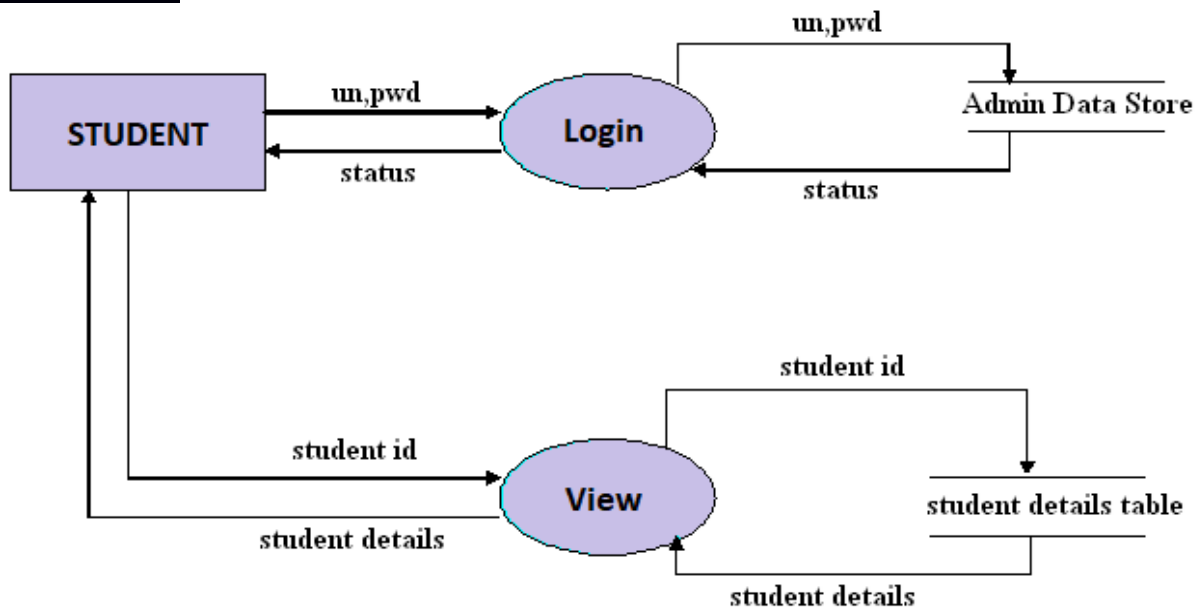 un,pwd
un,pwd
STUDENT
Login
Admin Data Store
status
status
student id
student id
View
student details table
student details
student details